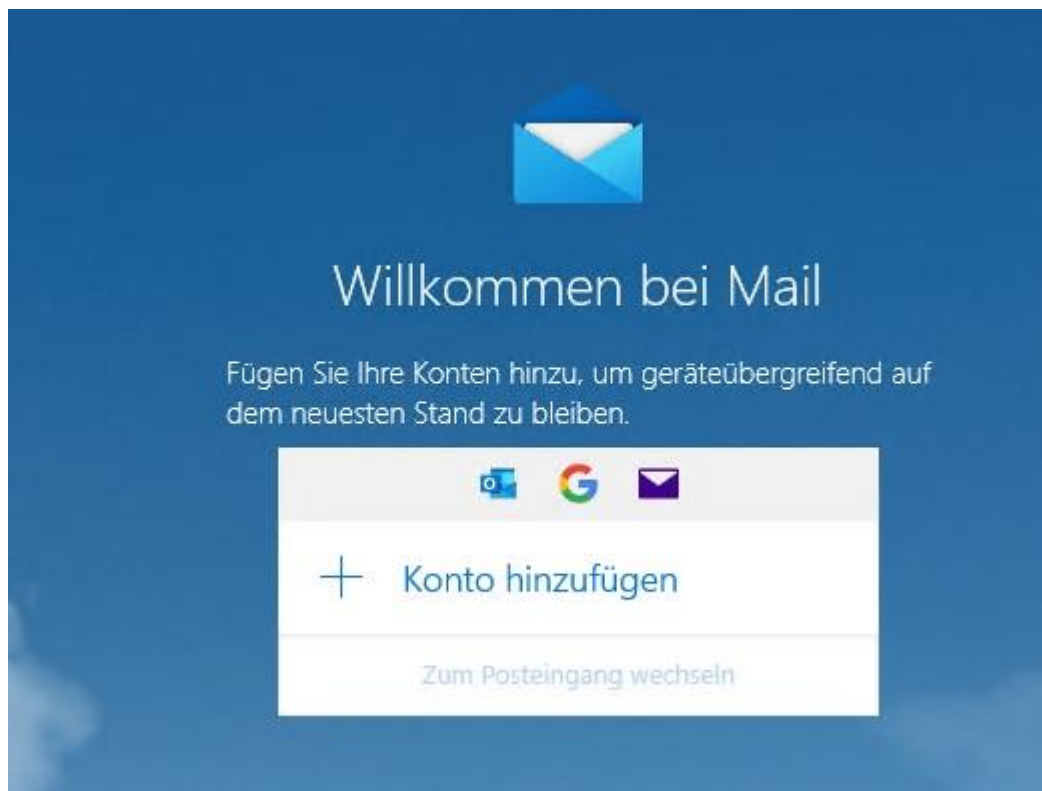 Willkommen bei Mail
Fügen Sie Ihre Konten hinzu, um geräteübergreifend auf
dem neuesten Stand zu bleiben.
Konto hinzufügen
Zum Posteingang wechseln